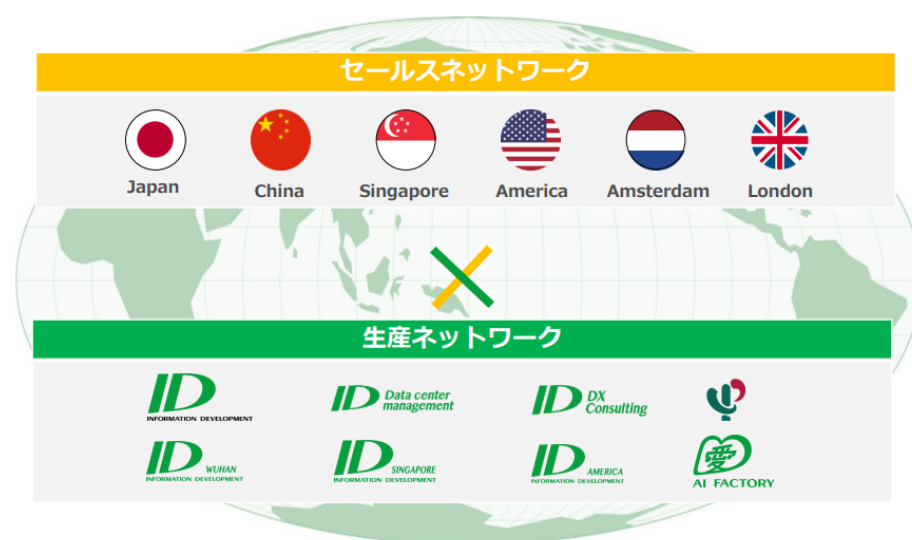 セールスネットワーク
Japan China Singapore America Amsterdam London
生産ネットワーク
ID INFORMATION DEVELOPMENT
ID Data center management
ID DX Consulting
ID WUHAN INFORMATION DEVELOPMENT
ID SINGAPORE INFORMATION DEVELOPMENT
ID AMERICA INFORMATION DEVELOPMENT
愛 AI FACTORY